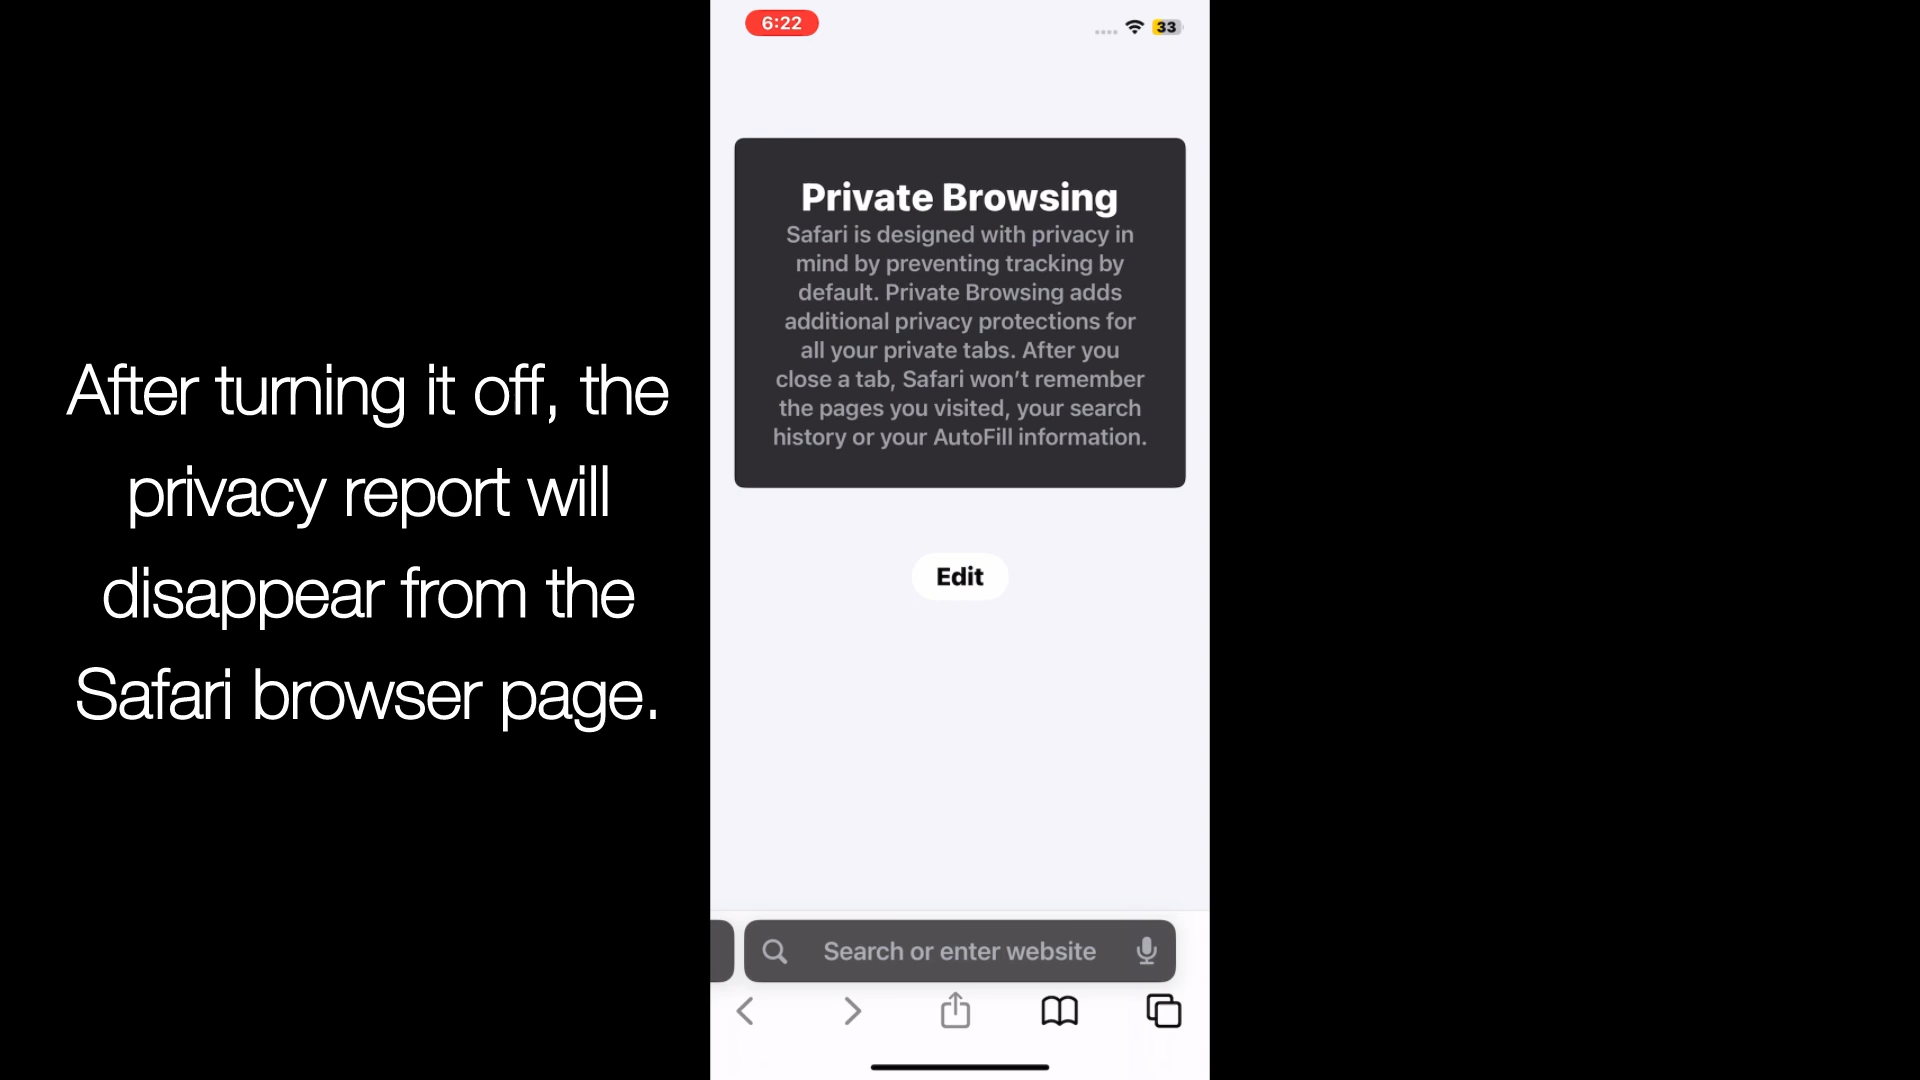 After turning it off, the
privacy report will
disappear from the
Safari browser page.
6:22
33
Private Browsing
Safari is designed with privacy in
mind by preventing tracking by
default. Private Browsing adds
additional privacy protections for
all your private tabs. After you
close a tab, Safari won’t remember
the pages you visited, your search
history or your AutoFill information.
Edit
Search or enter website